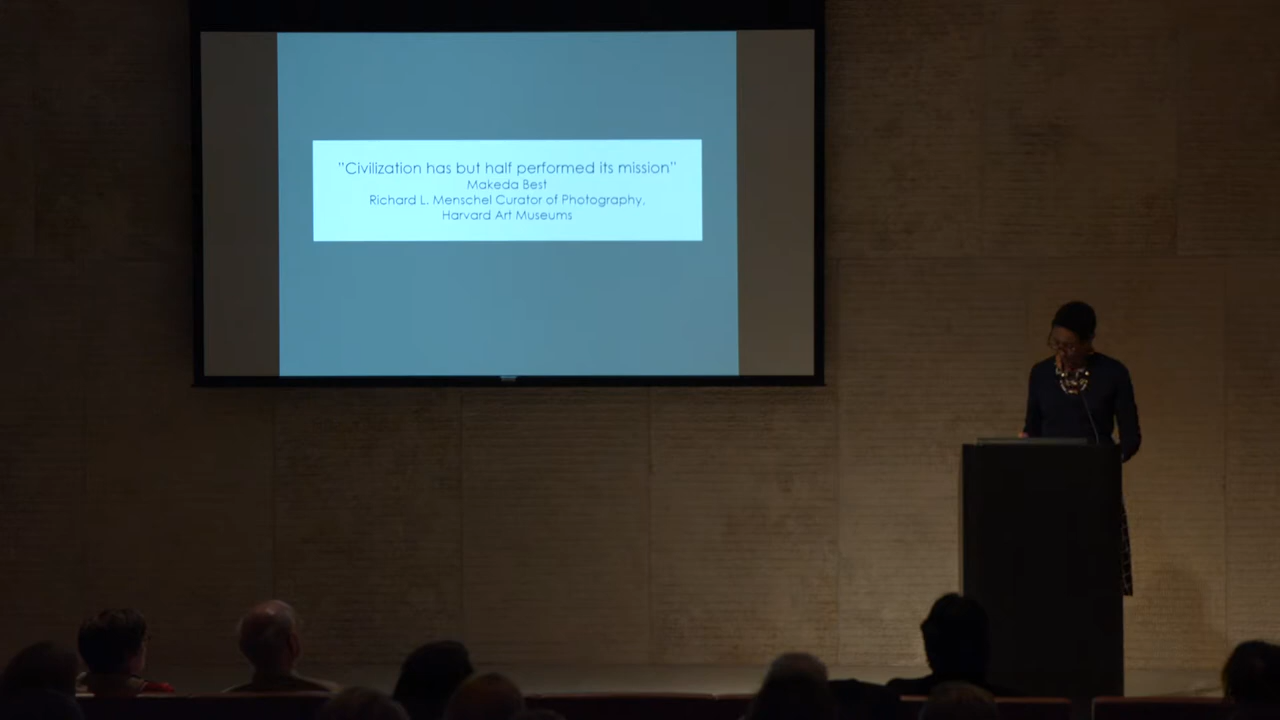 "Civilization has but half performed its mission"
Makeda Best
Richard L. Menschel Curator of Photography,
Harvard Art Museums